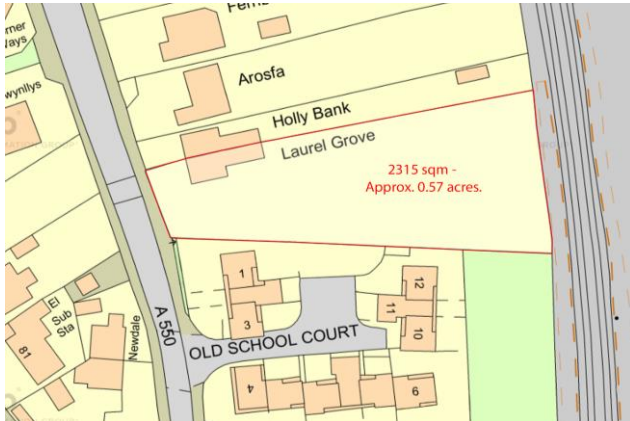 Arosfa
Holly Bank
Laurel Grove
2315 sqm -
Approx. 0.57 acres.
A 550
El
Sub
Sta
81
Newdale
1
3
OLD SCHOOL COURT
12
11
10
4
6